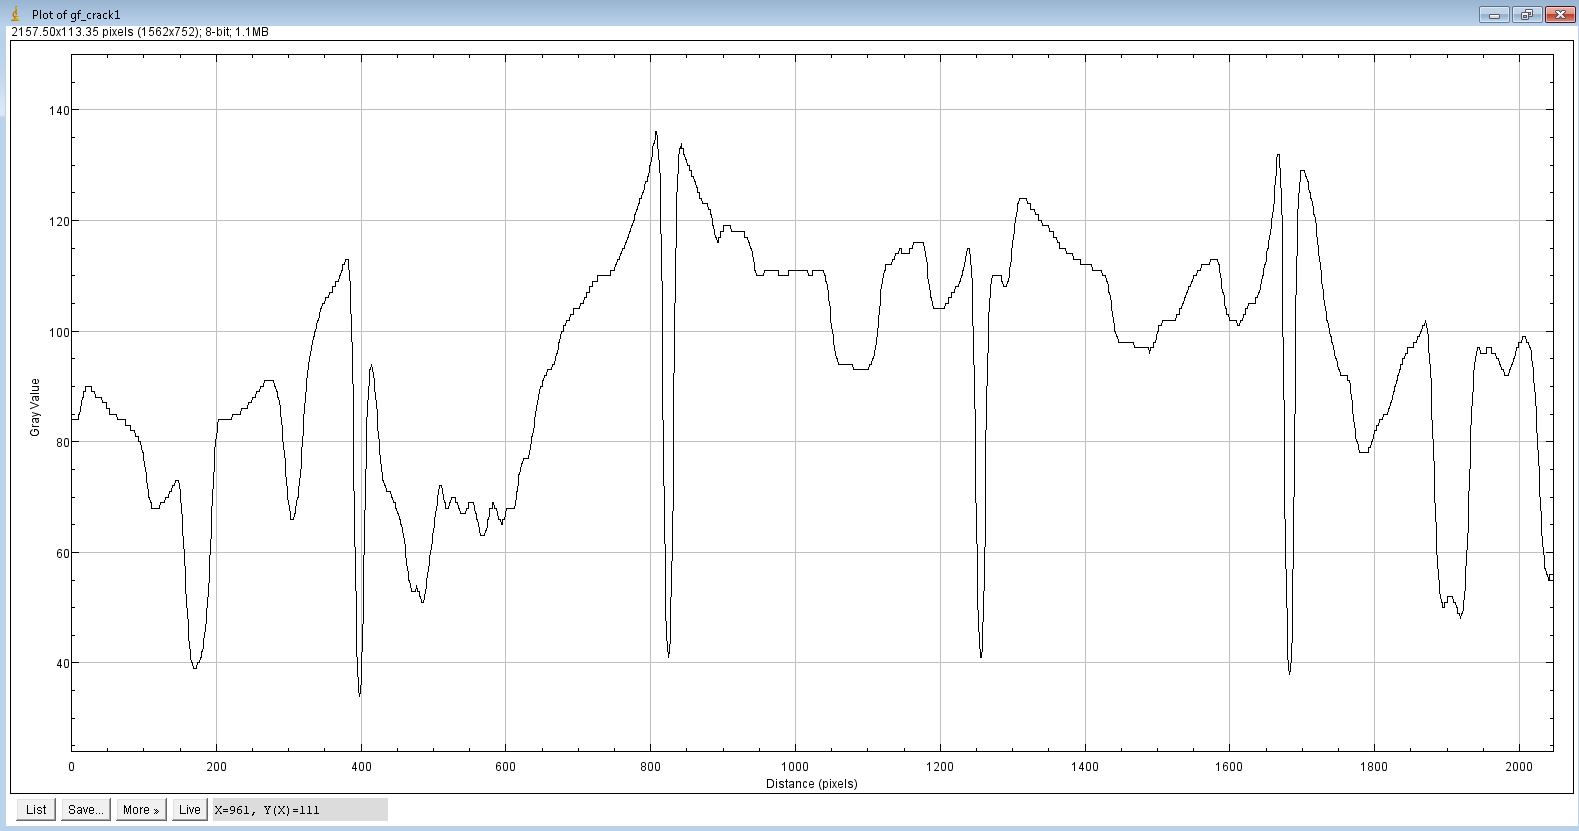 Plot of gf_crack1
2157.50x113.35 pixels (1562x752); 8-bit; 1.1MB
140
120
100
80
60
40
Gray Value
0 200 400 600 800 1000 1200 1400 1600 1800 2000
Distance (pixels)
List Save... More » Live X=961, Y(X)=111